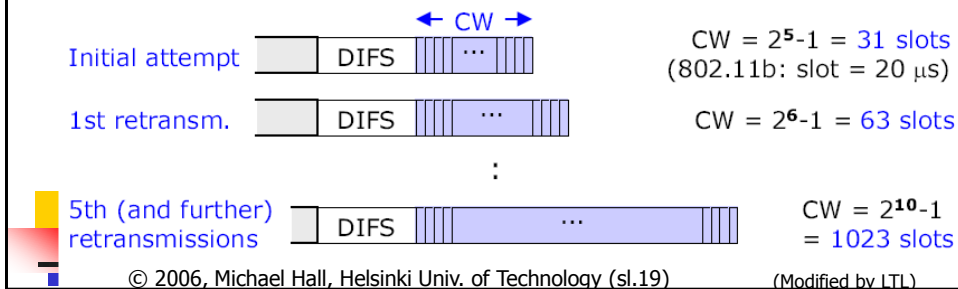 CW
Initial attempt DIFS ... CW = 2⁵-1 = 31 slots
(802.11b: slot = 20 μs)
1st retransm. DIFS ... CW = 2⁶-1 = 63 slots
:
5th (and further) DIFS ... CW = 2¹⁰-1
retransmissions = 1023 slots
© 2006, Michael Hall, Helsinki Univ. of Technology (sl.19) (Modified by LTL)